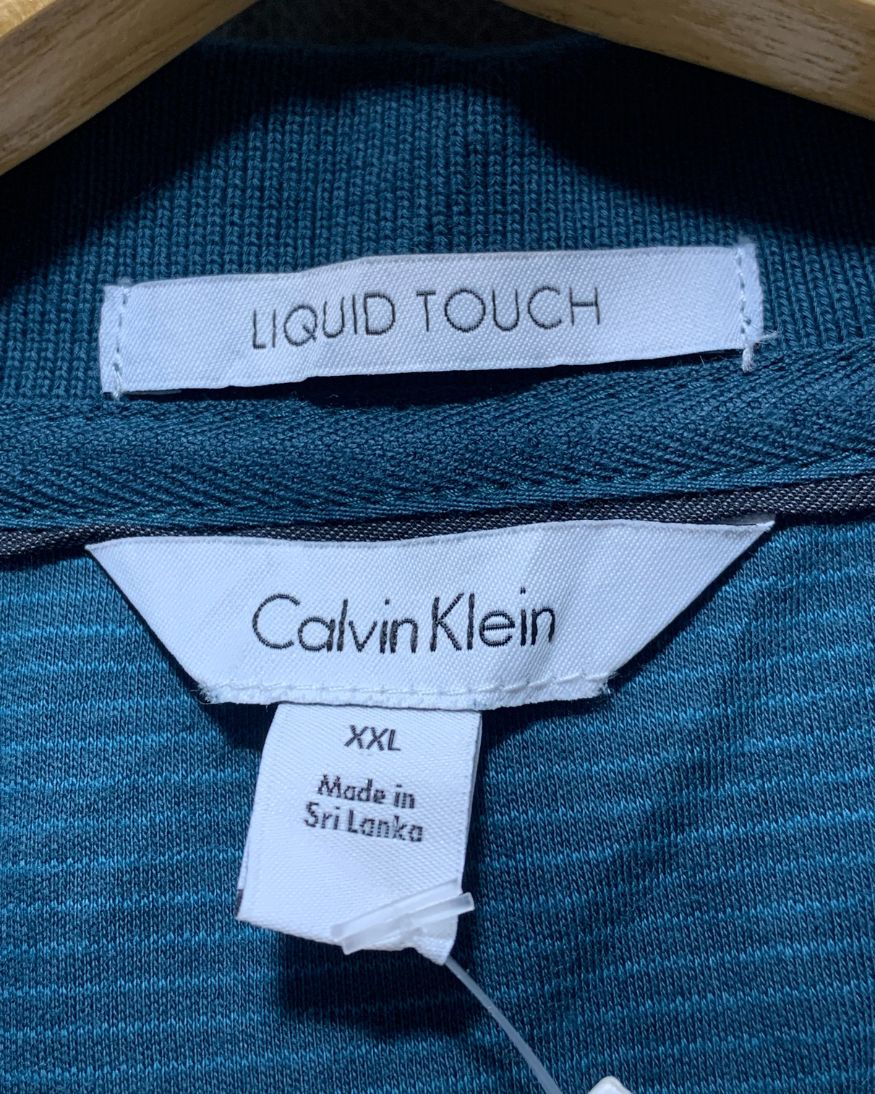 LIQUID TOUCH
Calvin Klein
XXL
Made in
Sri Lanka